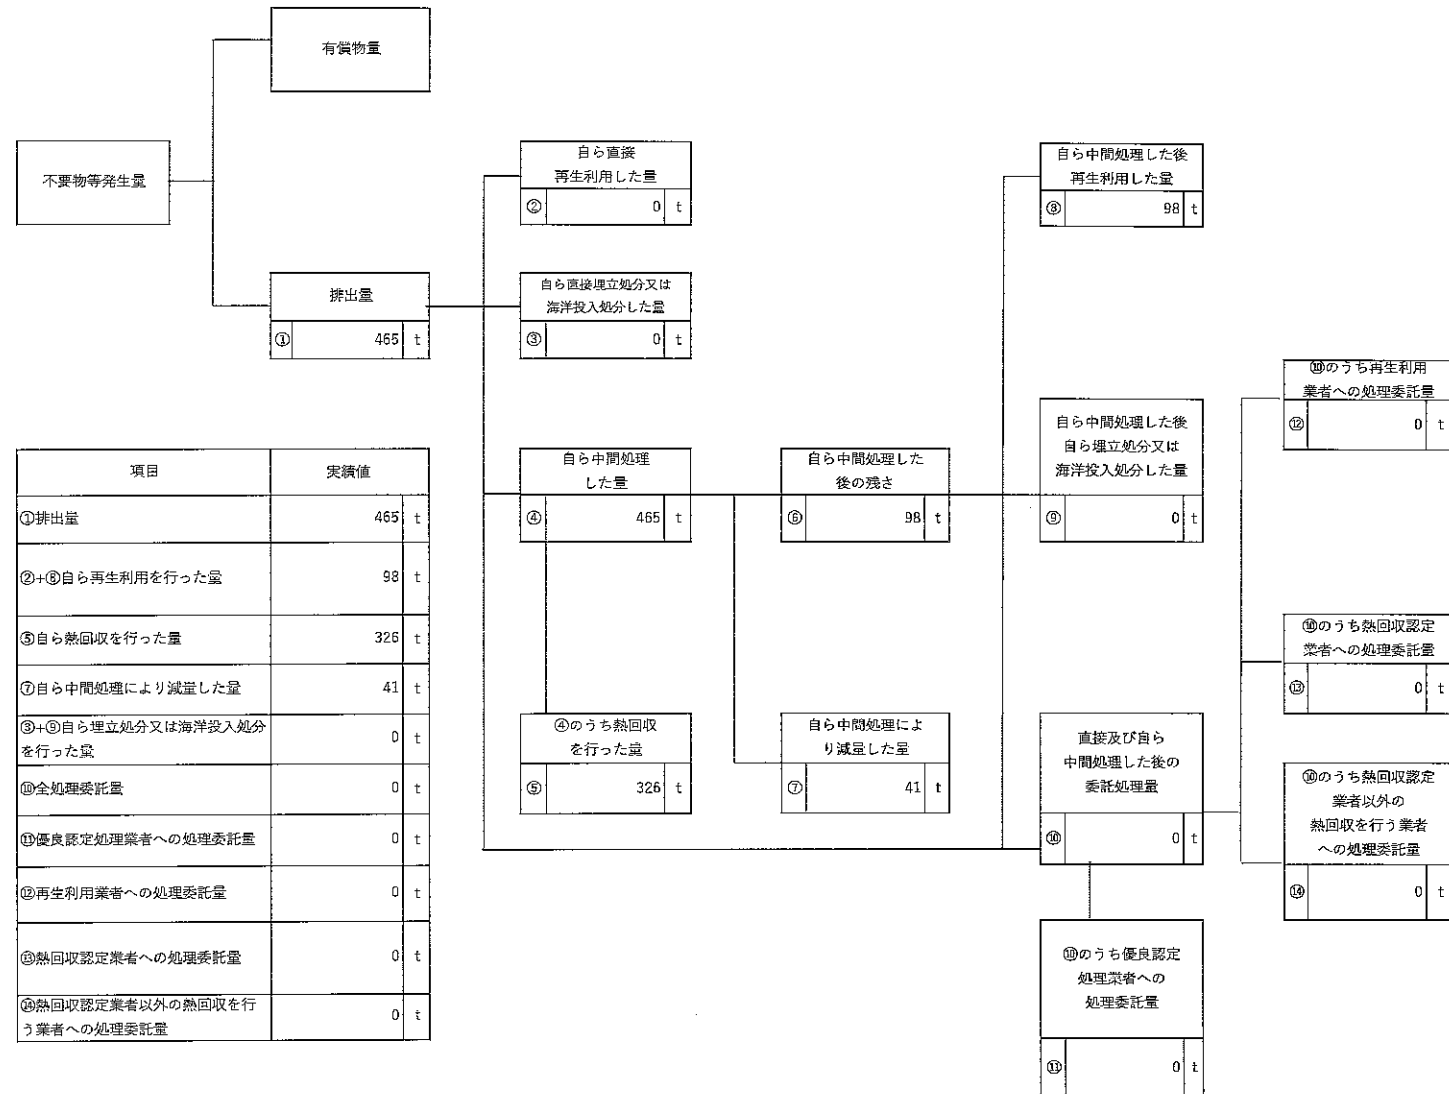 有償物量
不要物等発生量
排出量
① 465 t
自ら直接
再生利用した量
② 0 t
自ら直接埋立処分又は
海洋投入処分した量
③ 0 t
自ら中間処理
した量
④ 465 t
④のうち熱回収
を行った量
⑤ 326 t
自ら中間処理した
後の残さ
⑥ 98 t
自ら中間処理によ
り減量した量
⑦ 41 t
自ら中間処理した後
再生利用した量
⑧ 98 t
自ら中間処理した後
自ら埋立処分又は
海洋投入処分した量
⑨ 0 t
直接及び自ら
中間処理した後の
委託処理量
⑩ 0 t
⑩のうち優良認定
処理業者への
処理委託量
⑪ 0 t
⑩のうち再生利用
業者への処理委託量
⑫ 0 t
⑩のうち熱回収認定
業者への処理委託量
⑬ 0 t
⑩のうち熱回収認定
業者以外の
熱回収を行う業者
への処理委託量
⑭ 0 t
項目 実績値
①排出量 465 t
②+⑧自ら再生利用を行った量 98 t
⑤自ら熱回収を行った量 326 t
⑦自ら中間処理により減量した量 41 t
③+⑨自ら埋立処分又は海洋投入処分
を行った量 0 t
⑩全処理委託量 0 t
⑪優良認定処理業者への処理委託量 0 t
⑫再生利用業者への処理委託量 0 t
⑬熱回収認定業者への処理委託量 0 t
⑭熱回収認定業者以外の熱回収を行
う業者への処理委託量 0 t